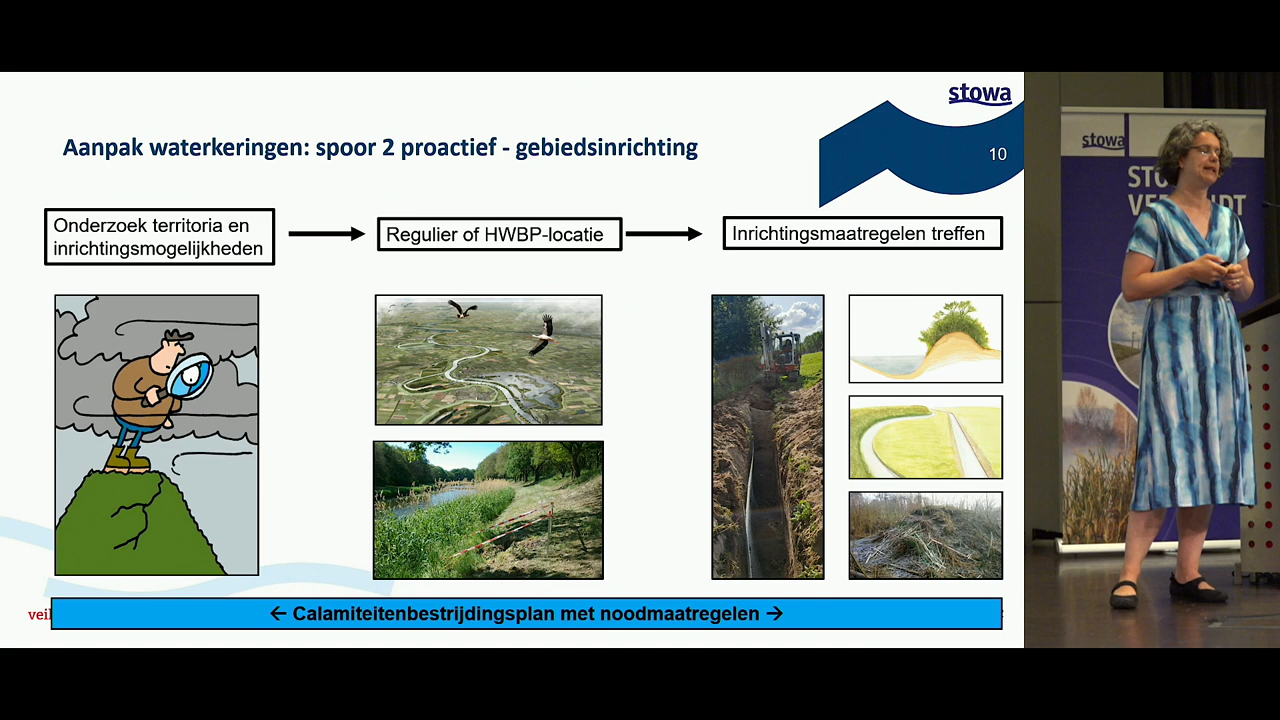 stowa
Aanpak waterkeringen: spoor 2 proactief - gebiedsinrichting
10
Onderzoek territoria en
inrichtingsmogelijkheden
Regulier of HWBP-locatie
Inrichtingsmaatregelen treffen
← Calamiteitenbestrijdingsplan met noodmaatregelen →
stowa